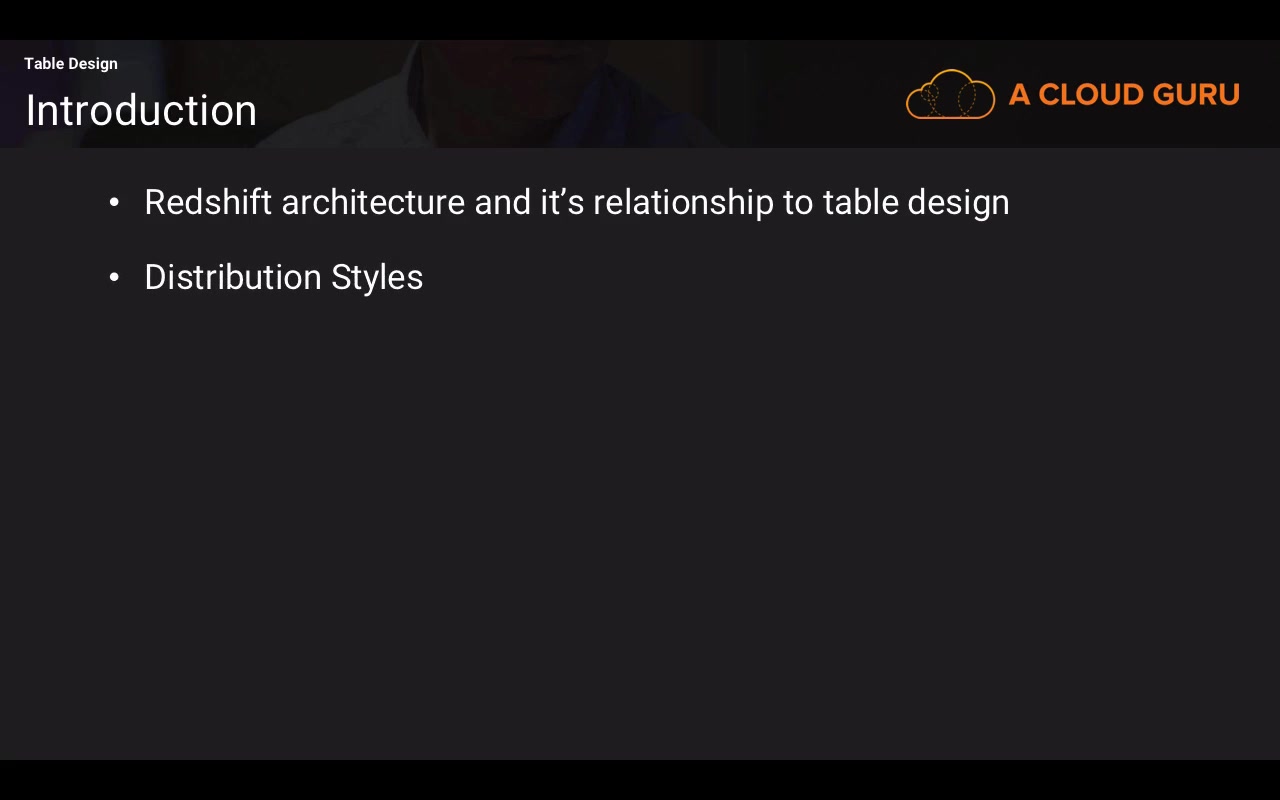 Table Design
Introduction
A CLOUD GURU
• Redshift architecture and it’s relationship to table design
• Distribution Styles